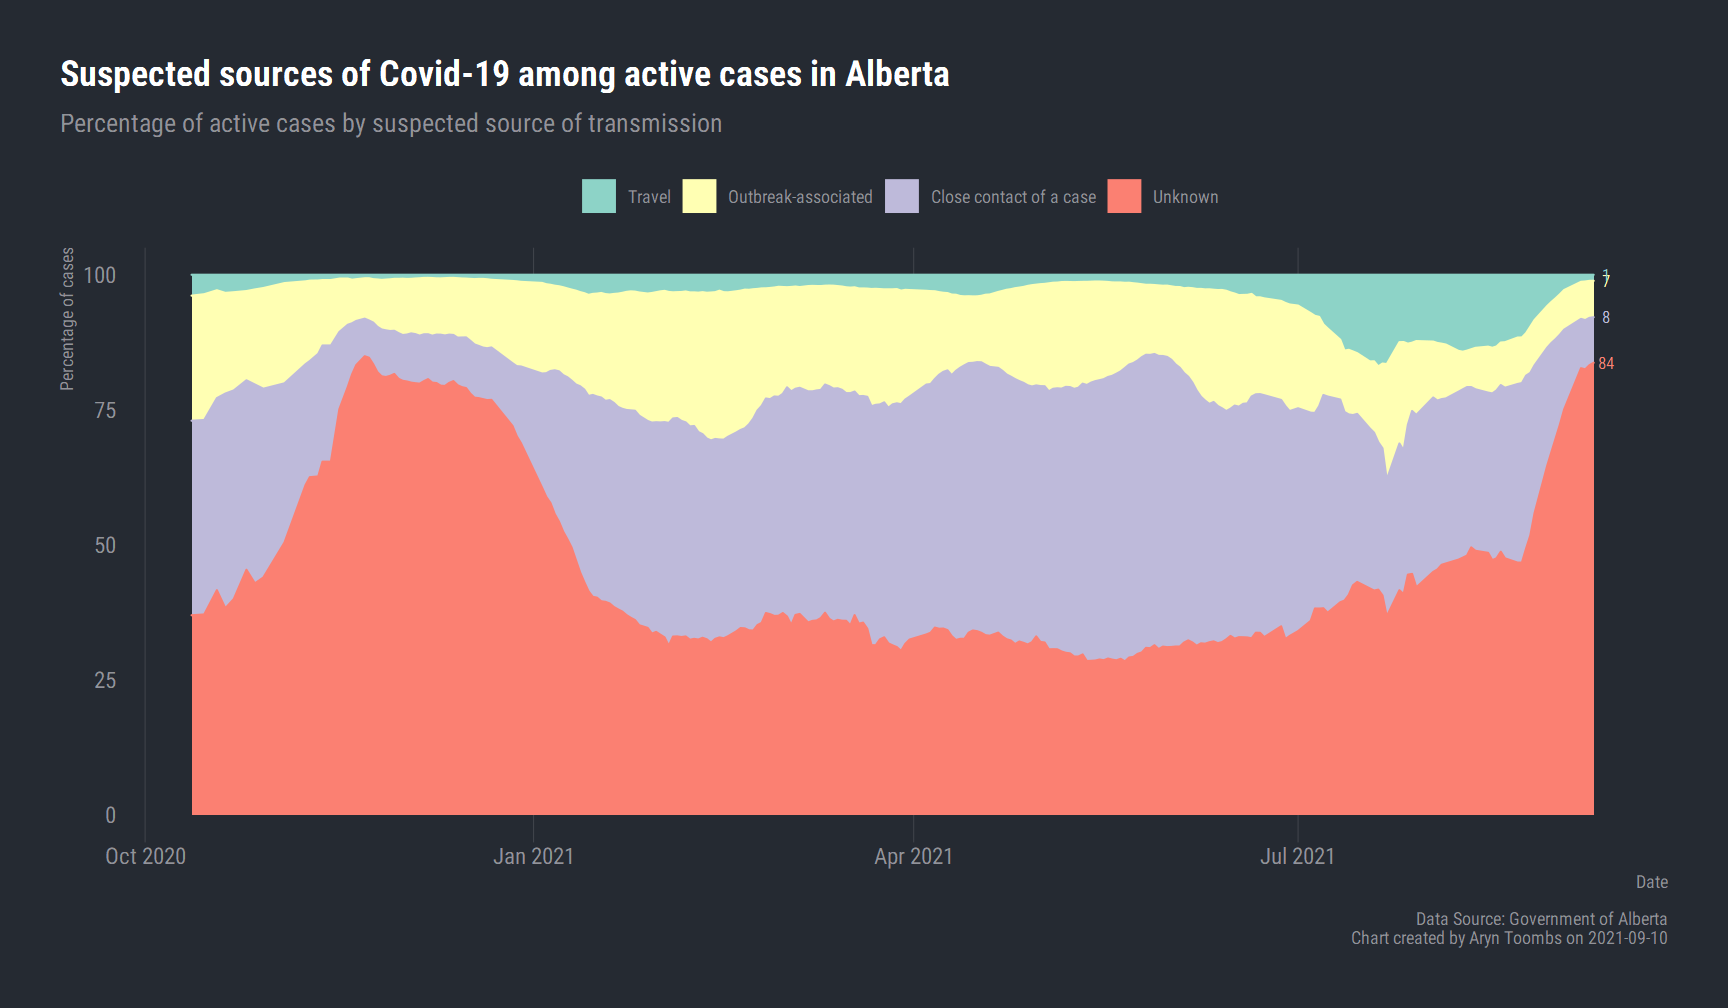 Suspected sources of Covid-19 among active cases in Alberta
Percentage of active cases by suspected source of transmission
Travel
Outbreak-associated
Close contact of a case
Unknown
Percentage of cases
100
75
50
25
0
1
7
8
84
Oct 2020
Jan 2021
Apr 2021
Jul 2021
Date
Data Source: Government of Alberta
Chart created by Aryn Toombs on 2021-09-10